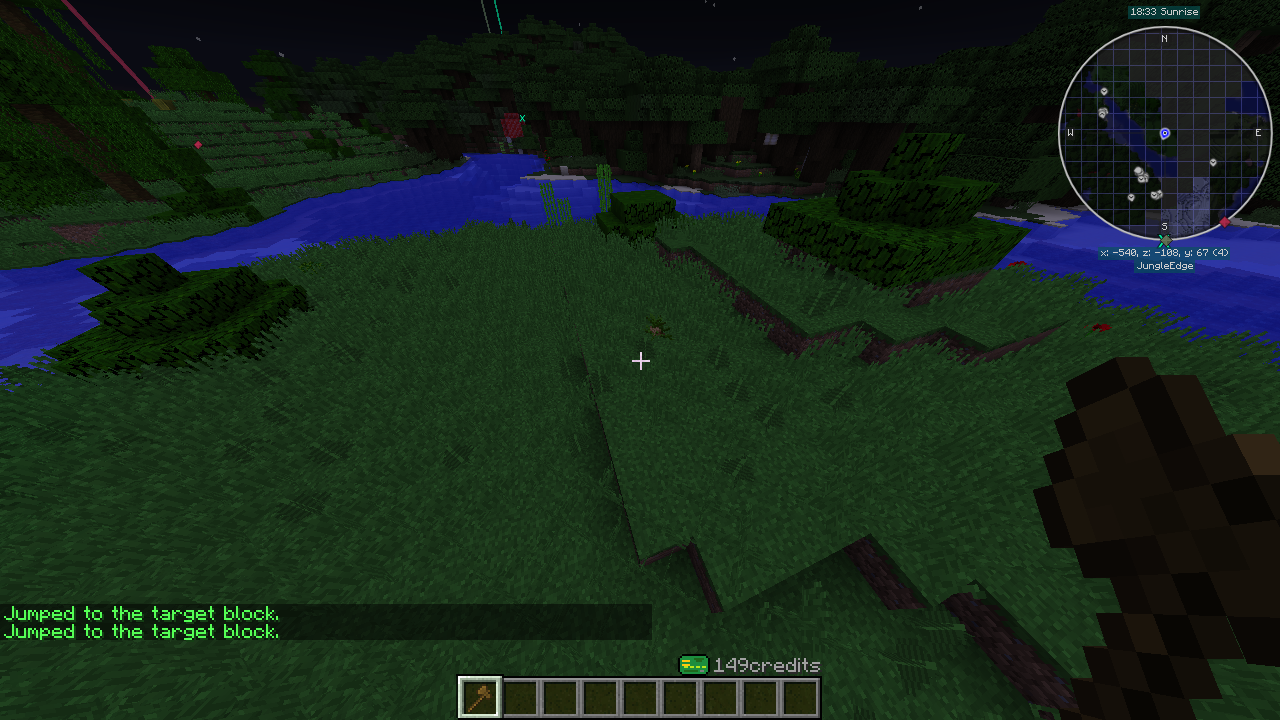 18:33 Sunrise
N
W
E
S
x: -540, z: -108, y: 67 (4)
JungleEdge
x
Jumped to the target block.
Jumped to the target block.
149credits